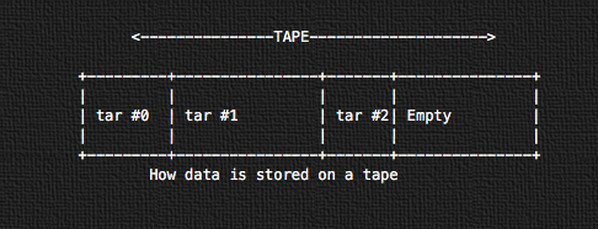 <---------------TAPE-------------------->
tar #0 tar #1 tar #2 Empty
How data is stored on a tape